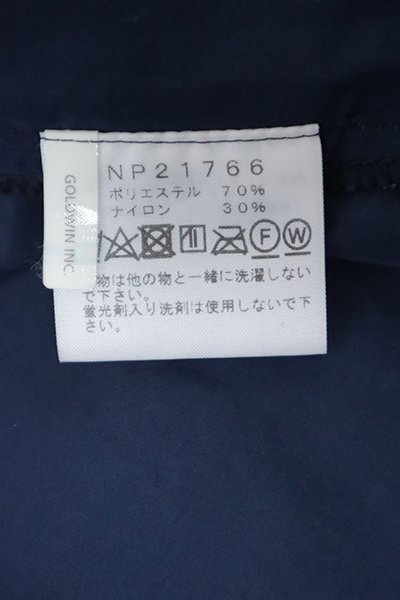 NP21766
ポリエステル 70%
ナイロン 30%
F W
物は他の物と一緒に洗濯しない
で下さい。
蛍光剤入り洗剤は使用しないで下
さい。
GOLDWIN INC.